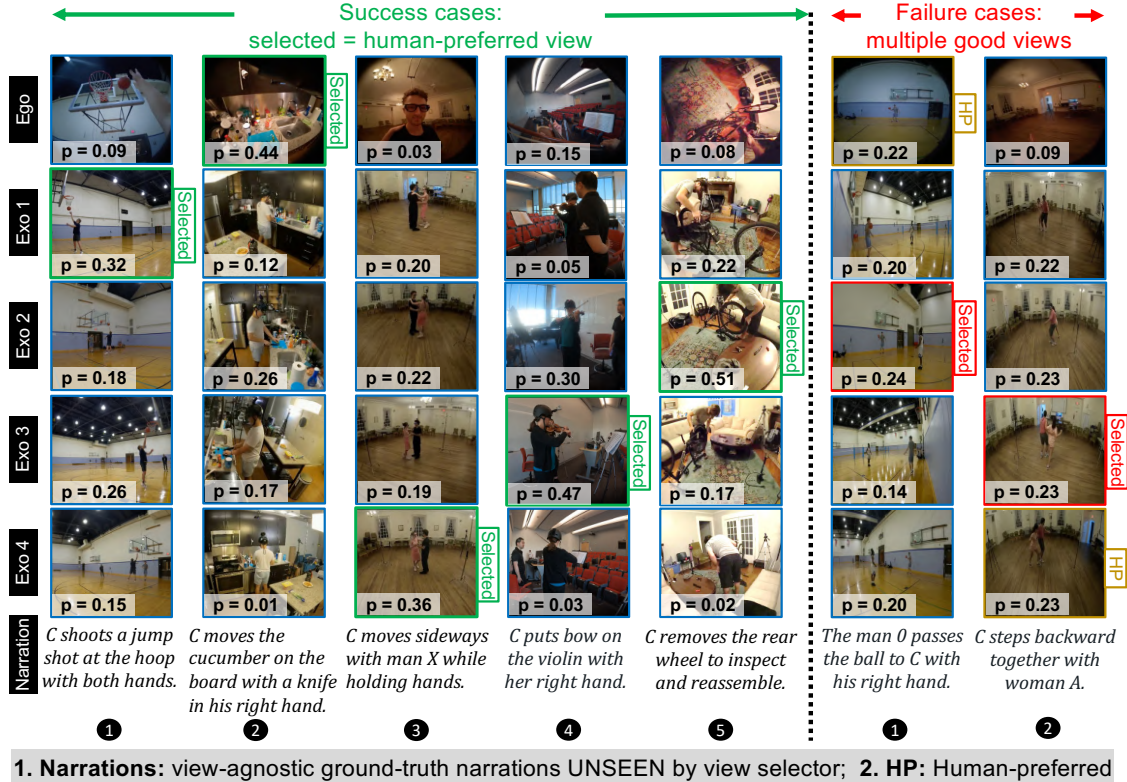 Success cases:
selected = human-preferred view
Failure cases:
multiple good views
Ego
p = 0.09
p = 0.44
Selected
p = 0.03
p = 0.15
p = 0.08
p = 0.22
HP
p = 0.09
Exo 1
p = 0.32
Selected
p = 0.12
p = 0.20
p = 0.05
p = 0.22
p = 0.20
p = 0.22
Exo 2
p = 0.18
p = 0.26
p = 0.22
p = 0.30
p = 0.51
Selected
p = 0.24
Selected
p = 0.23
Exo 3
p = 0.26
p = 0.17
p = 0.19
p = 0.47
Selected
p = 0.17
p = 0.14
p = 0.23
Selected
Exo 4
p = 0.15
p = 0.01
p = 0.36
Selected
p = 0.03
p = 0.02
p = 0.20
p = 0.23
HP
Narration
C shoots a jump
shot at the hoop
with both hands.
C moves the
cucumber on the
board with a knife
in his right hand.
C moves sideways
with man X while
holding hands.
C puts bow on
the violin with
her right hand.
C removes the rear
wheel to inspect
and reassemble.
The man 0 passes
the ball to C with
his right hand.
C steps backward
together with
woman A.
1
2
3
4
5
1
2
1. Narrations: view-agnostic ground-truth narrations UNSEEN by view selector; 2. HP: Human-preferred